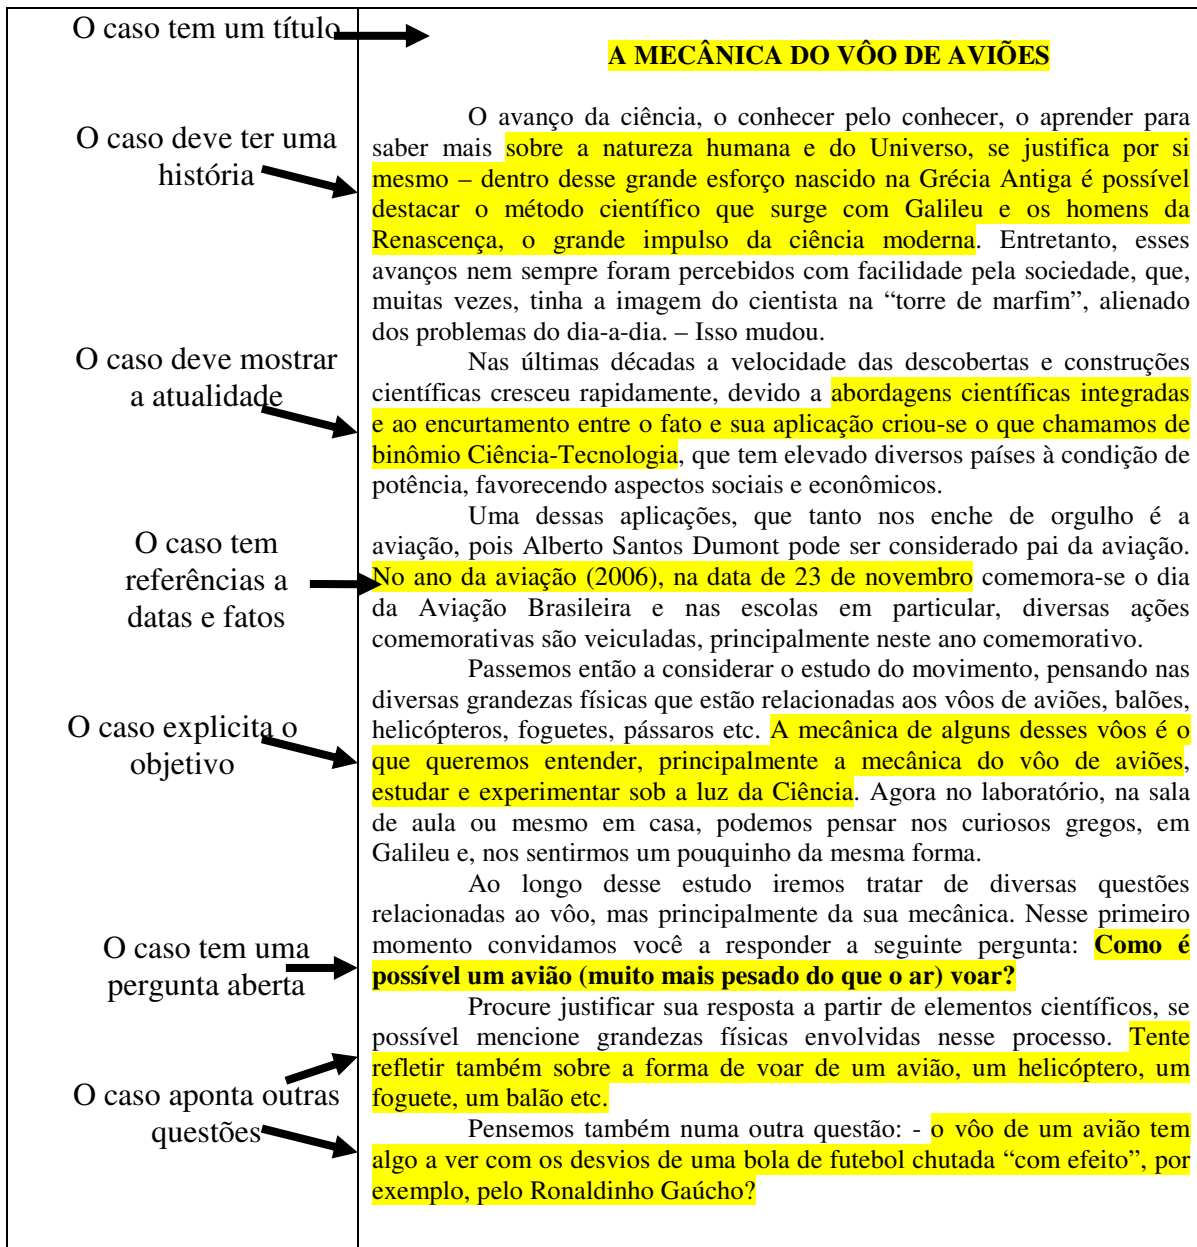 O caso tem um título
A MECÂNICA DO VÔO DE AVIÕES
O caso deve ter uma
história
O avanço da ciência, o conhecer pelo conhecer, o aprender para
saber mais sobre a natureza humana e do Universo, se justifica por si
mesmo – dentro desse grande esforço nascido na Grécia Antiga é possível
destacar o método científico que surge com Galileu e os homens da
Renascença, o grande impulso da ciência moderna. Entretanto, esses
avanços nem sempre foram percebidos com facilidade pela sociedade, que,
muitas vezes, tinha a imagem do cientista na “torre de marfim”, alienado
dos problemas do dia-a-dia. – Isso mudou.
O caso deve mostrar
a atualidade
Nas últimas décadas a velocidade das descobertas e construções
científicas cresceu rapidamente, devido a abordagens científicas integradas
e ao encurtamento entre o fato e sua aplicação criou-se o que chamamos de
binômio Ciência-Tecnologia, que tem elevado diversos países à condição de
potência, favorecendo aspectos sociais e econômicos.
O caso tem
referências a
datas e fatos
Uma dessas aplicações, que tanto nos enche de orgulho é a
aviação, pois Alberto Santos Dumont pode ser considerado pai da aviação.
No ano da aviação (2006), na data de 23 de novembro comemora-se o dia
da Aviação Brasileira e nas escolas em particular, diversas ações
comemorativas são veiculadas, principalmente neste ano comemorativo.
O caso explicita o
objetivo
Passemos então a considerar o estudo do movimento, pensando nas
diversas grandezas físicas que estão relacionadas aos vôos de aviões, balões,
helicópteros, foguetes, pássaros etc. A mecânica de alguns desses vôos é o
que queremos entender, principalmente a mecânica do vôo de aviões,
estudar e experimentar sob a luz da Ciência. Agora no laboratório, na sala
de aula ou mesmo em casa, podemos pensar nos curiosos gregos, em
Galileu e, nos sentirmos um pouquinho da mesma forma.
O caso tem uma
pergunta aberta
Ao longo desse estudo iremos tratar de diversas questões
relacionadas ao vôo, mas principalmente da sua mecânica. Nesse primeiro
momento convidamos você a responder a seguinte pergunta: Como é
possível um avião (muito mais pesado do que o ar) voar?
O caso aponta outras
questões
Procure justificar sua resposta a partir de elementos científicos, se
possível mencione grandezas físicas envolvidas nesse processo. Tente
refletir também sobre a forma de voar de um avião, um helicóptero, um
foguete, um balão etc.
Pensemos também numa outra questão: - o vôo de um avião tem
algo a ver com os desvios de uma bola de futebol chutada “com efeito”, por
exemplo, pelo Ronaldinho Gaúcho?